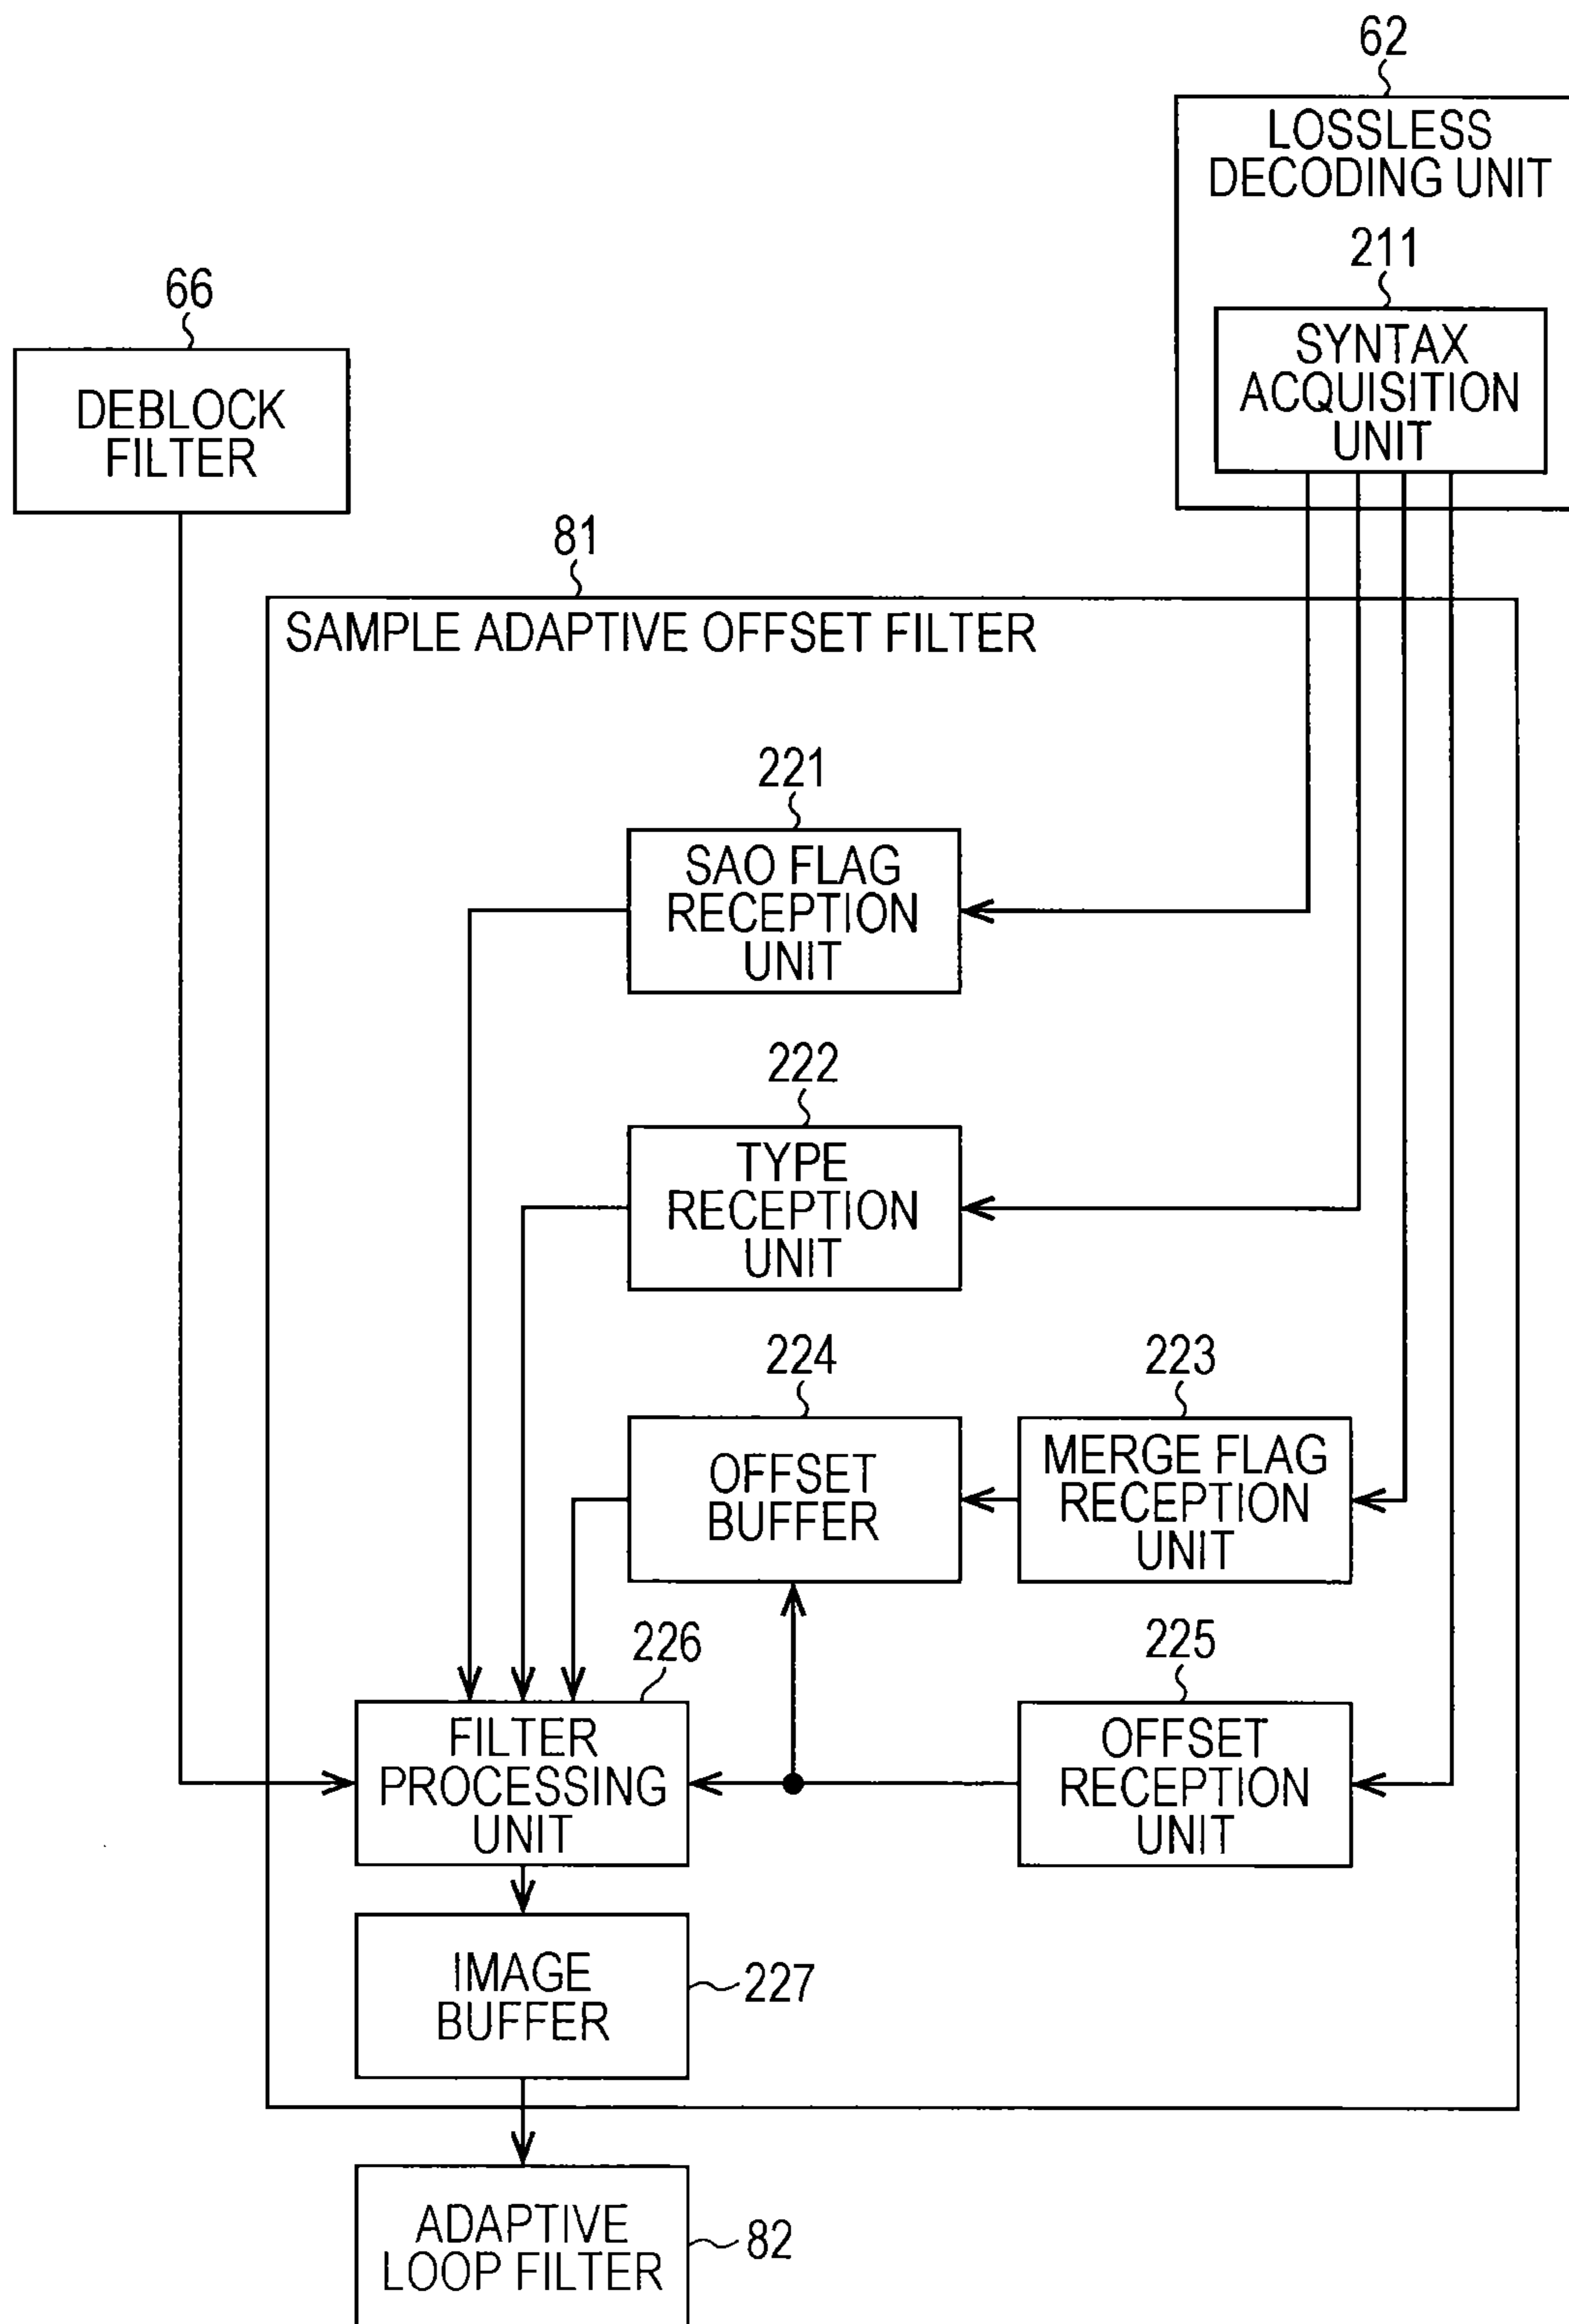 62
LOSSLESS
DECODING UNIT
211
SYNTAX
ACQUISITION
UNIT
66
DEBLOCK
FILTER
81
SAMPLE ADAPTIVE OFFSET FILTER
221
SAO FLAG
RECEPTION
UNIT
222
TYPE
RECEPTION
UNIT
224
OFFSET
BUFFER
223
MERGE FLAG
RECEPTION
UNIT
226
FILTER
PROCESSING
UNIT
225
OFFSET
RECEPTION
UNIT
IMAGE
BUFFER
227
ADAPTIVE
LOOP FILTER
82